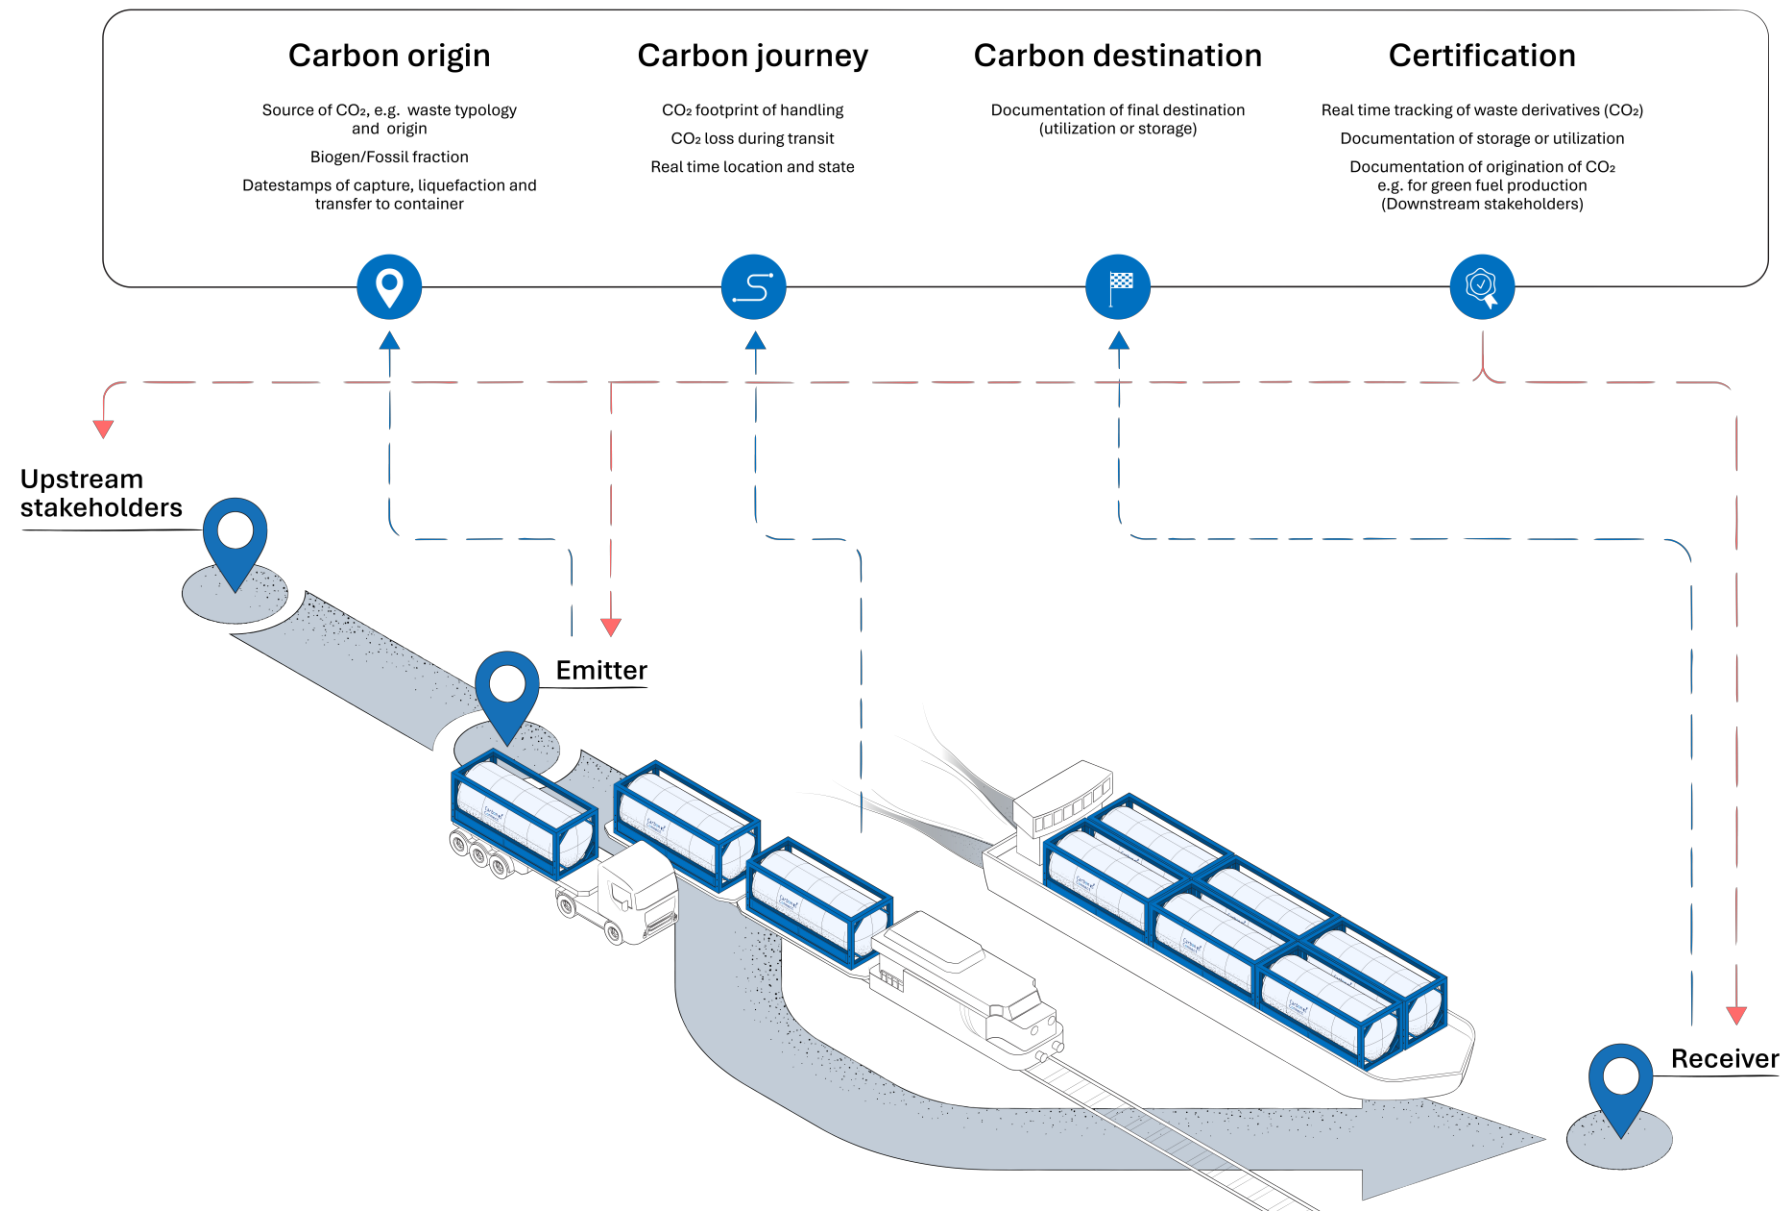 Carbon origin
Source of CO₂, e.g. waste typology
and origin
Biogen/Fossil fraction
Datestamps of capture, liquefaction and
transfer to container
Carbon journey
CO₂ footprint of handling
CO₂ loss during transit
Real time location and state
Carbon destination
Documentation of final destination
(utilization or storage)
Certification
Real time tracking of waste derivatives (CO₂)
Documentation of storage or utilization
Documentation of origination of CO₂
e.g. for green fuel production
(Downstream stakeholders)
Upstream
stakeholders
Emitter
Receiver